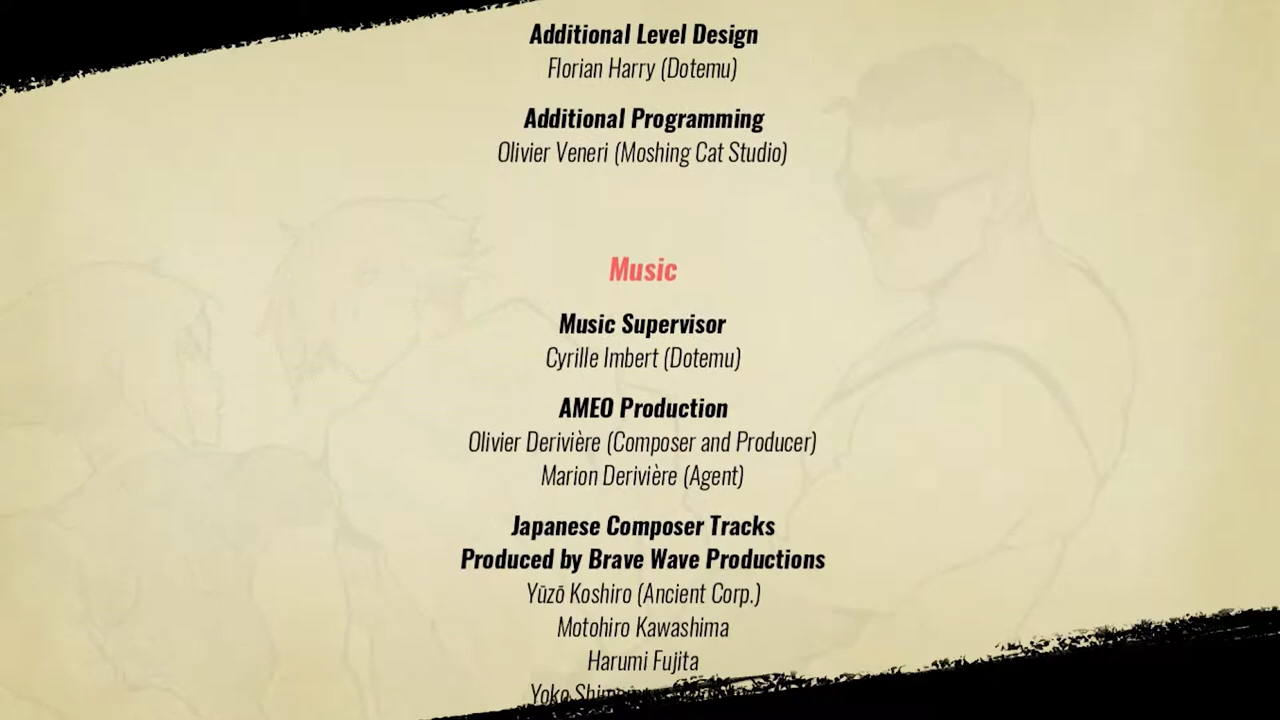 Additional Level Design
Florian Harry (Dotemu)
Additional Programming
Olivier Veneri (Moshing Cat Studio)
Music
Music Supervisor
Cyrille Imbert (Dotemu)
AMEO Production
Olivier Derivière (Composer and Producer)
Marion Derivière (Agent)
Japanese Composer Tracks
Produced by Brave Wave Productions
Yūzō Koshiro (Ancient Corp.)
Motohiro Kawashima
Harumi Fujita
Yoko